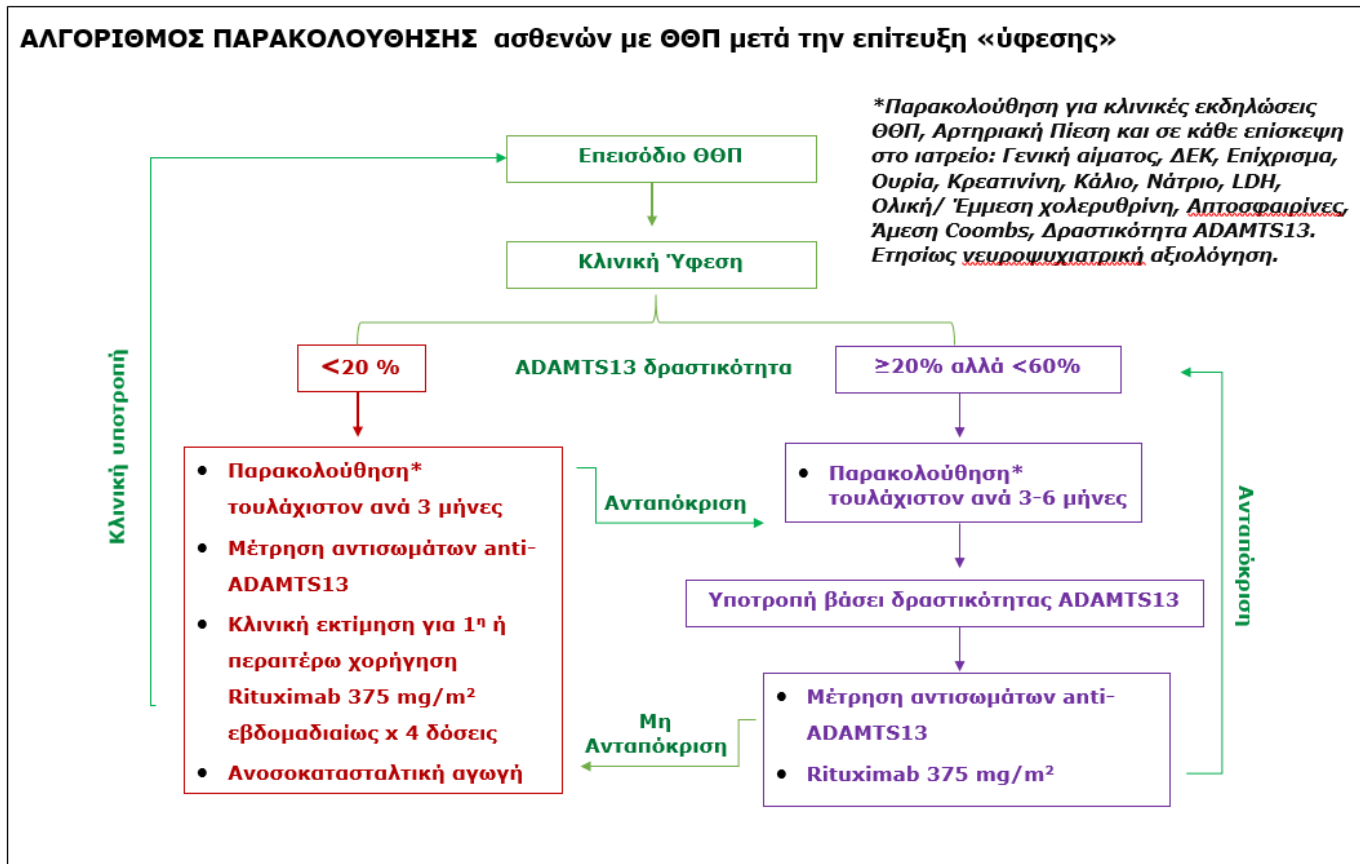 ΑΛΓΟΡΙΘΜΟΣ ΠΑΡΑΚΟΛΟΥΘΗΣΗΣ ασθενών με ΘΘΠ μετά την επίτευξη «ύφεσης»
*Παρακολούθηση για κλινικές εκδηλώσεις
ΘΘΠ, Αρτηριακή Πίεση και σε κάθε επίσκεψη
στο ιατρείο: Γενική αίματος, ΔΕΚ, Επίχρισμα,
Ουρία, Κρεατινίνη, Κάλιο, Νάτριο, LDH,
Ολική/ Έμμεση χολερυθρίνη, Απτοσφαιρίνες,
Άμεση Coombs, Δραστικότητα ADAMTS13.
Ετησίως νευροψυχιατρική αξιολόγηση.
Επεισόδιο ΘΘΠ
Κλινική Ύφεση
<20 %
ADAMTS13 δραστικότητα
≥20% αλλά <60%
Κλινική υποτροπή
• Παρακολούθηση*
τουλάχιστον ανά 3 μήνες
• Μέτρηση αντισωμάτων anti-
ADAMTS13
• Κλινική εκτίμηση για 1η ή
περαιτέρω χορήγηση
Rituximab 375 mg/m²
εβδομαδιαίως x 4 δόσεις
• Ανοσοκατασταλτική αγωγή
Ανταπόκριση
• Παρακολούθηση*
τουλάχιστον ανά 3-6 μήνες
Υποτροπή βάσει δραστικότητας ADAMTS13
• Μέτρηση αντισωμάτων anti-
ADAMTS13
• Rituximab 375 mg/m²
Μη
Ανταπόκριση
Ανταπόκριση